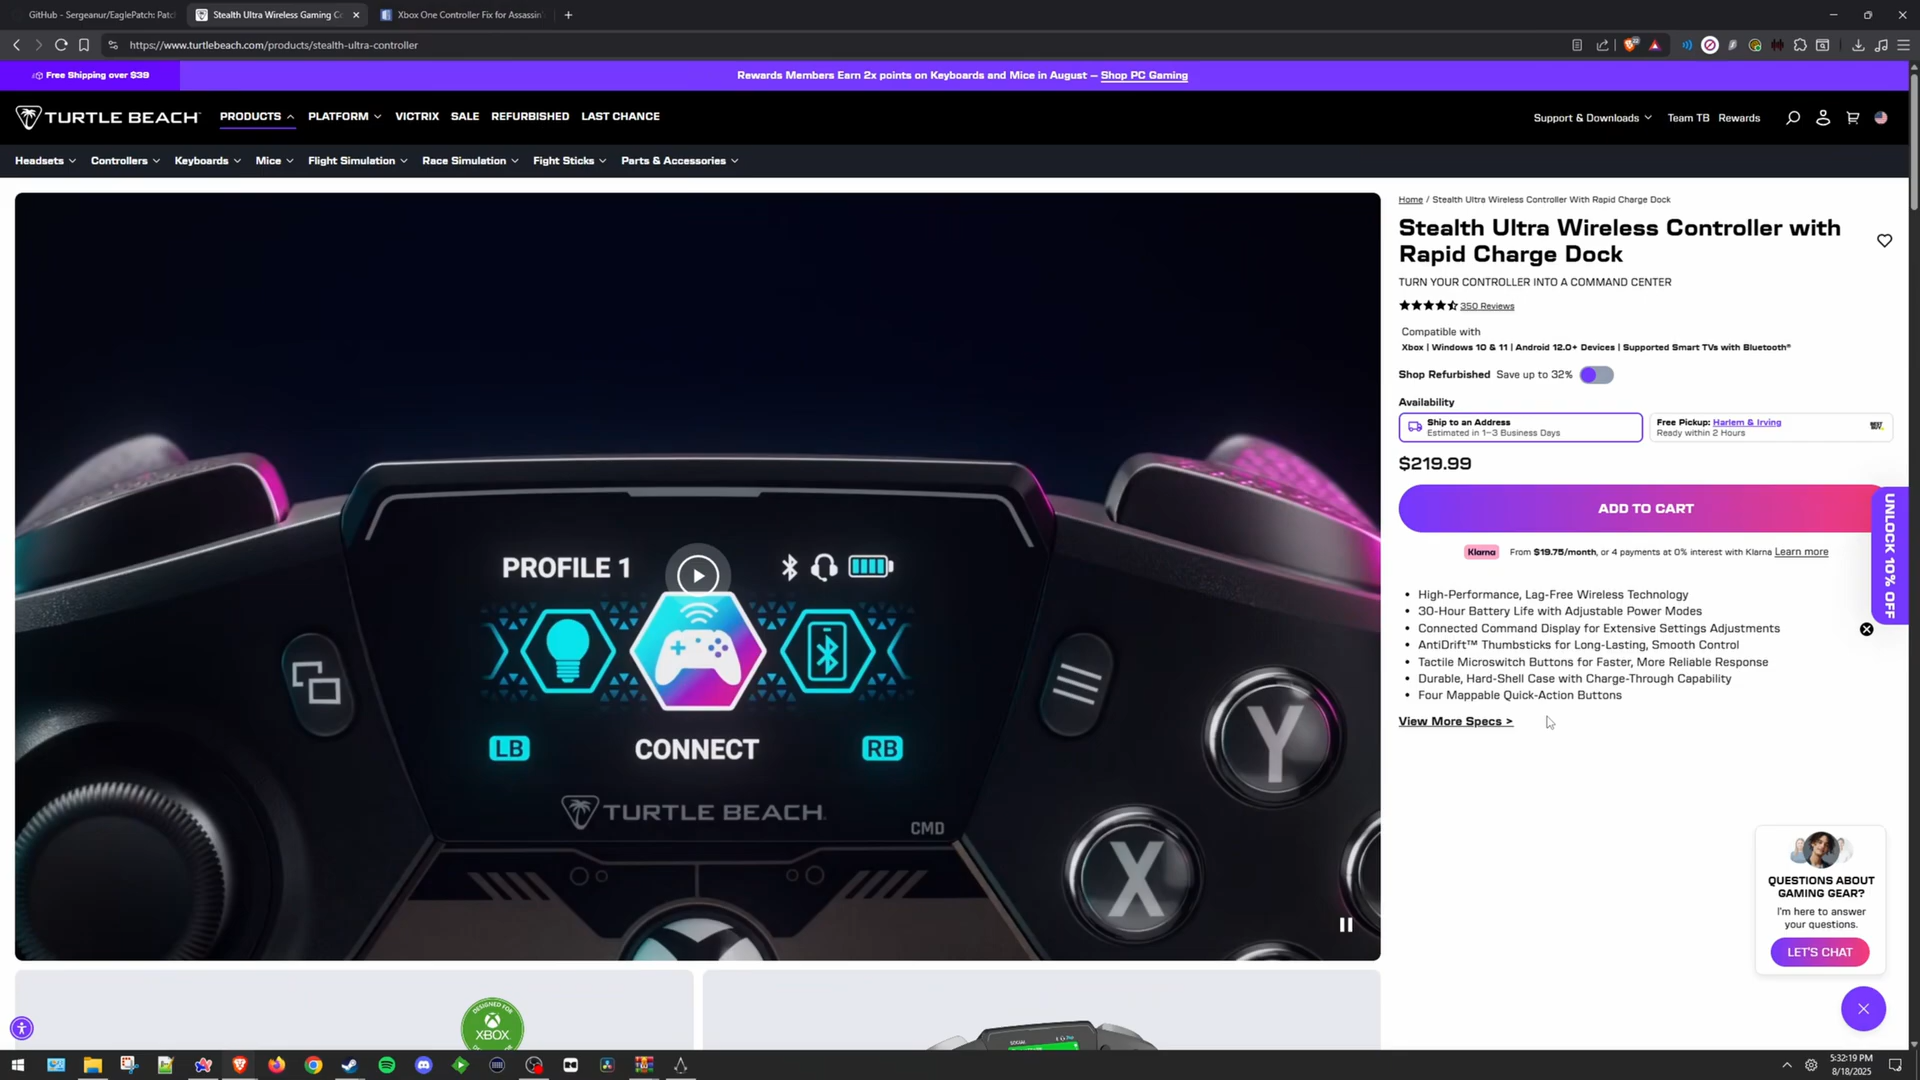 GitHub - Sergeanur/EaglePatch: Patc
Stealth Ultra Wireless Gaming Co
Xbox One Controller Fix for Assassin'
https://www.turtlebeach.com/products/stealth-ultra-controller
Free Shipping over $39
Rewards Members Earn 2x points on Keyboards and Mice in August — Shop PC Gaming
TURTLE BEACH
PRODUCTS
PLATFORM
VICTRIX
SALE
REFURBISHED
LAST CHANCE
Support & Downloads
Team TB
Rewards
Headsets
Controllers
Keyboards
Mice
Flight Simulation
Race Simulation
Fight Sticks
Parts & Accessories
PROFILE 1
LB
CONNECT
RB
TURTLE BEACH
CMD
Y
X
Home / Stealth Ultra Wireless Controller With Rapid Charge Dock
Stealth Ultra Wireless Controller with
Rapid Charge Dock
TURN YOUR CONTROLLER INTO A COMMAND CENTER
350 Reviews
Compatible with
Xbox | Windows 10 & 11 | Android 12.0+ Devices | Supported Smart TVs with Bluetooth®
Shop Refurbished Save up to 32%
Availability
Ship to an Address
Estimated in 1–3 Business Days
Free Pickup: Harlem & Irving
Ready within 2 Hours
BEST BUY
$219.99
ADD TO CART
UNLOCK 10% OFF
Klarna From $19.75/month, or 4 payments at 0% interest with Klarna Learn more
• High-Performance, Lag-Free Wireless Technology
• 30-Hour Battery Life with Adjustable Power Modes
• Connected Command Display for Extensive Settings Adjustments
• AntiDrift™ Thumbsticks for Long-Lasting, Smooth Control
• Tactile Microswitch Buttons for Faster, More Reliable Response
• Durable, Hard-Shell Case with Charge-Through Capability
• Four Mappable Quick-Action Buttons
View More Specs >
QUESTIONS ABOUT
GAMING GEAR?
I'm here to answer
your questions.
LET'S CHAT
DESIGNED FOR
XBOX
5:32:19 PM
8/18/2025